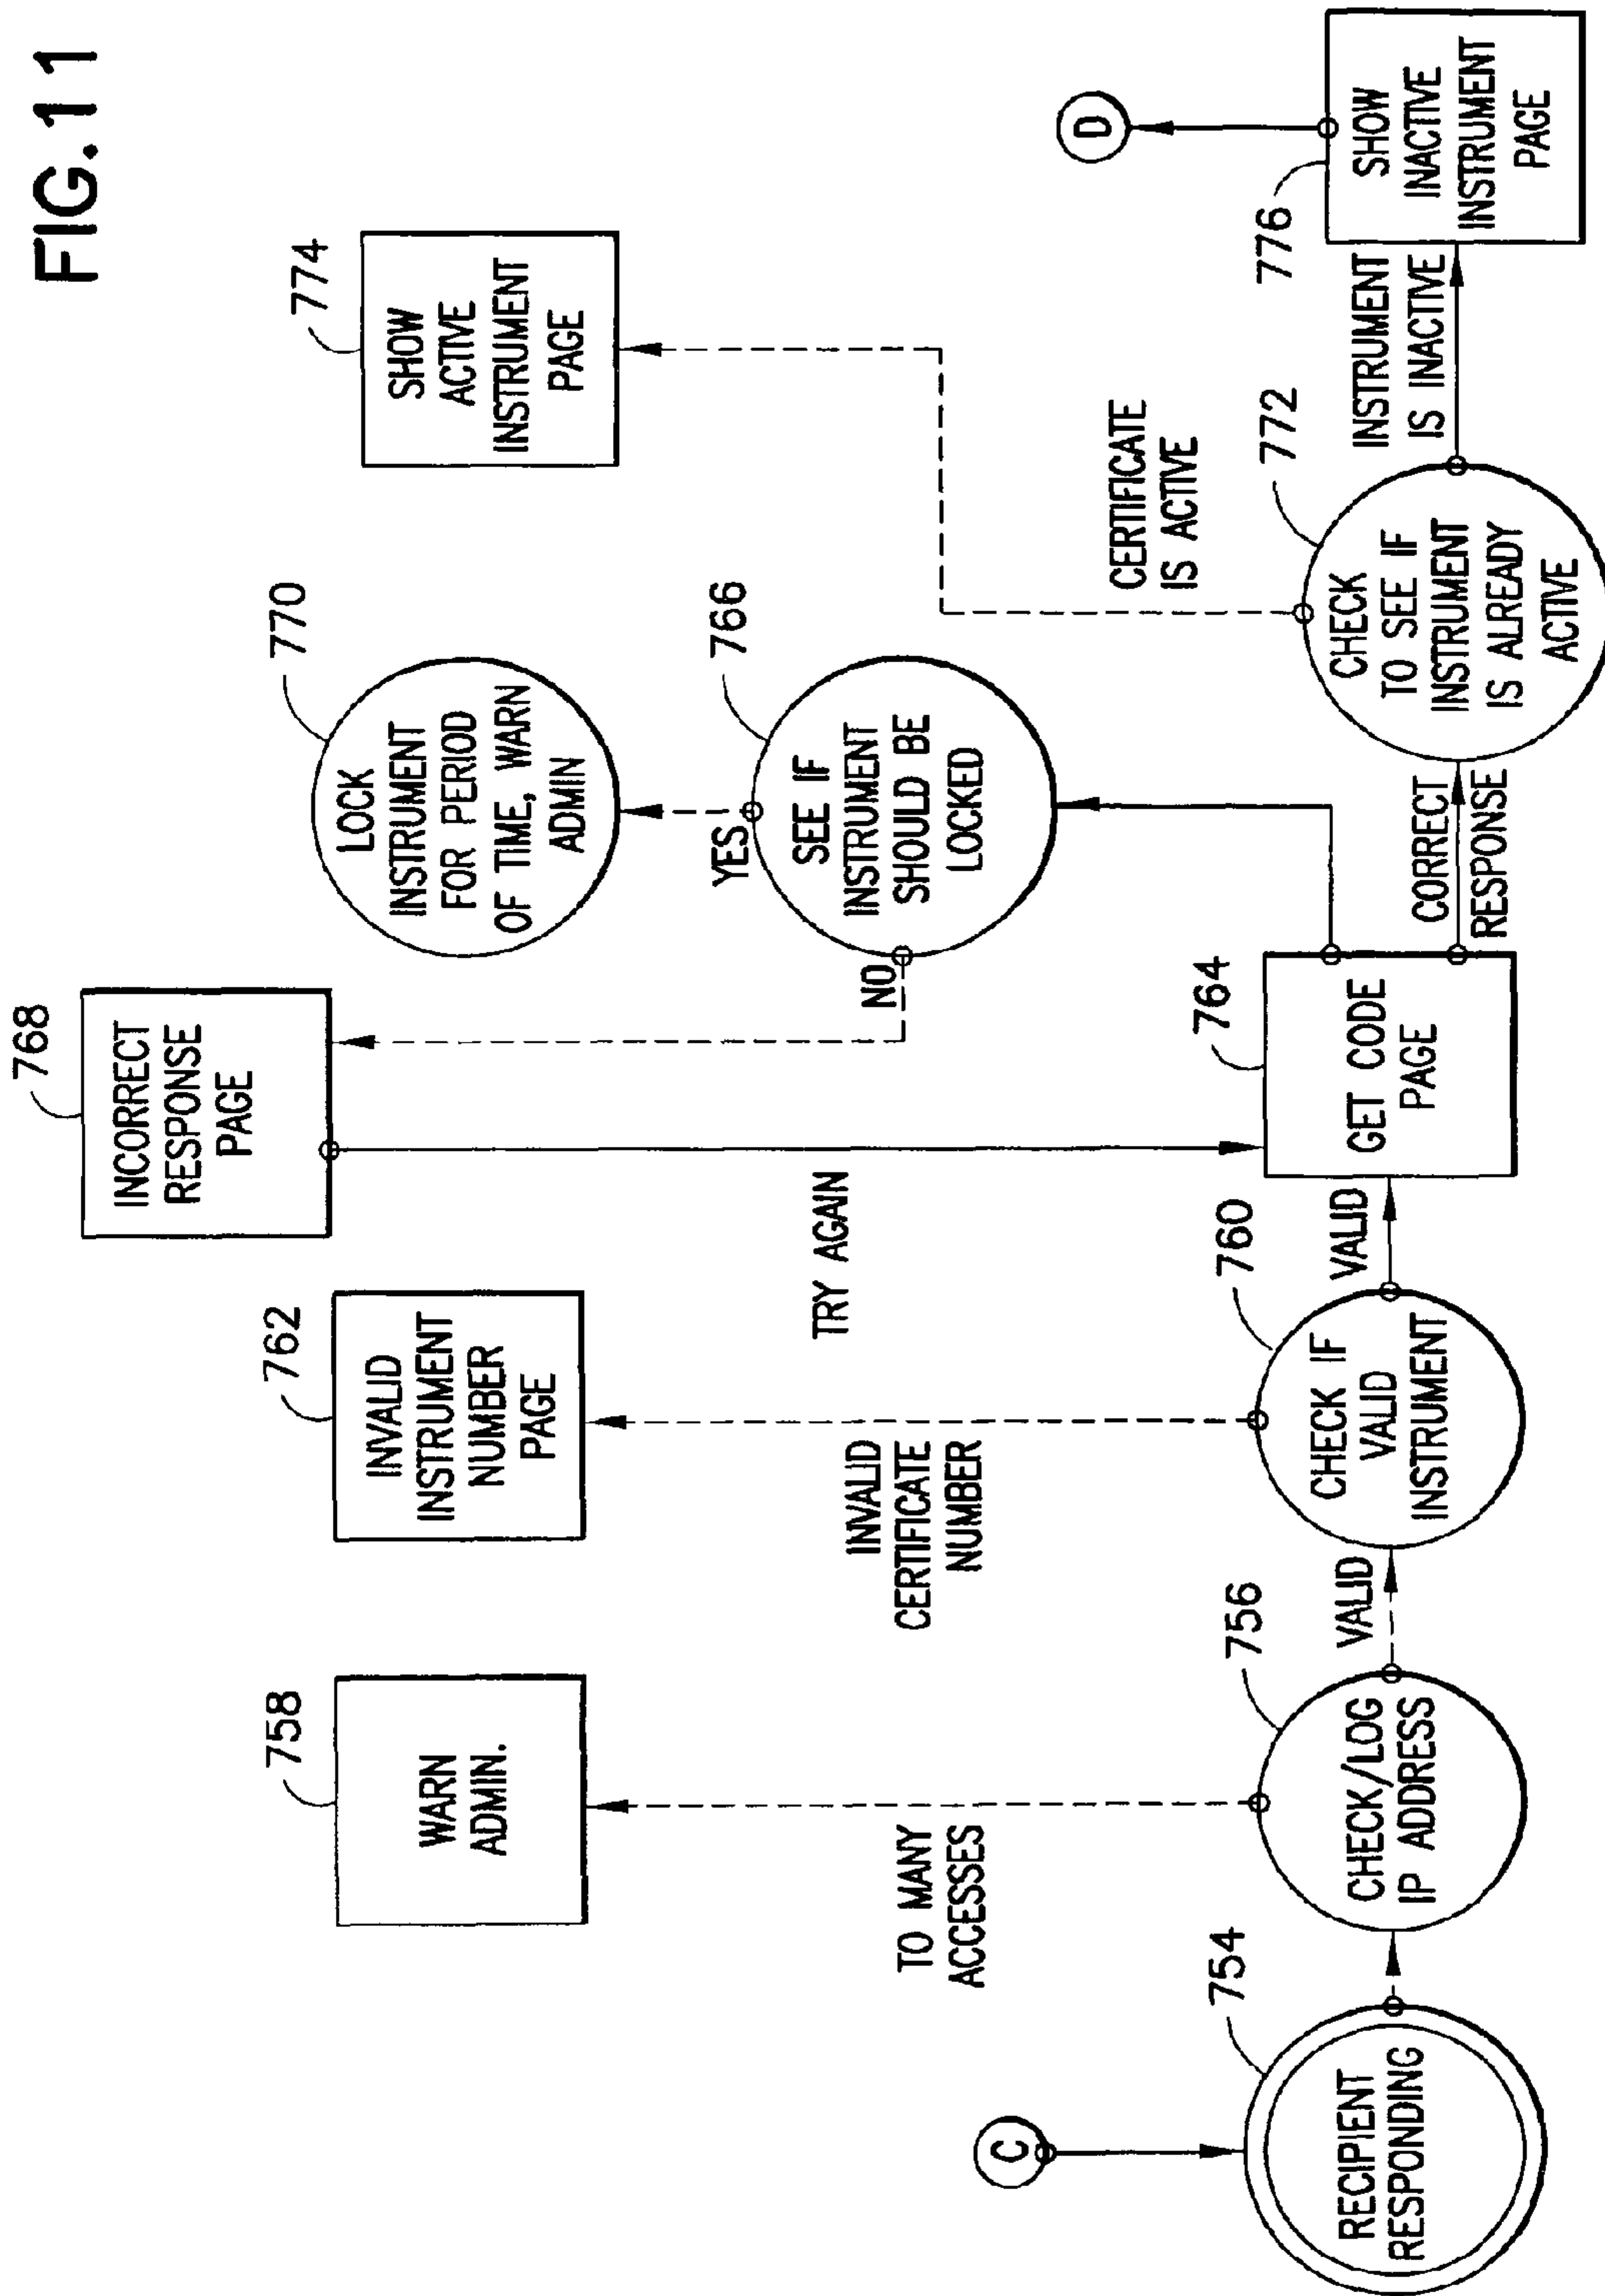 FIG.11
768
INCORRECT
RESPONSE
PAGE
770
LOCK
INSTRUMENT
FOR PERIOD
OF TIME, WARN
ADMIN
774
SHOW
ACTIVE
INSTRUMENT
PAGE
758
WARN
ADMIN.
762
INVALID
INSTRUMENT
NUMBER
PAGE
NO
YES
766
SEE IF
INSTRUMENT
SHOULD BE
LOCKED
TO MANY
ACCESSES
INVALID
CERTIFICATE
NUMBER
TRY AGAIN
CERTIFICATE
IS ACTIVE
C
D
754
RECIPIENT
RESPONDING
756
CHECK/LOG
IP ADDRESS
VALID
760
CHECK IF
VALID
INSTRUMENT
VALID
764
GET CODE
PAGE
CORRECT
RESPONSE
772
CHECK
TO SEE IF
INSTRUMENT
IS ALREADY
ACTIVE
INSTRUMENT
IS INACTIVE
776
SHOW
INACTIVE
INSTRUMENT
PAGE